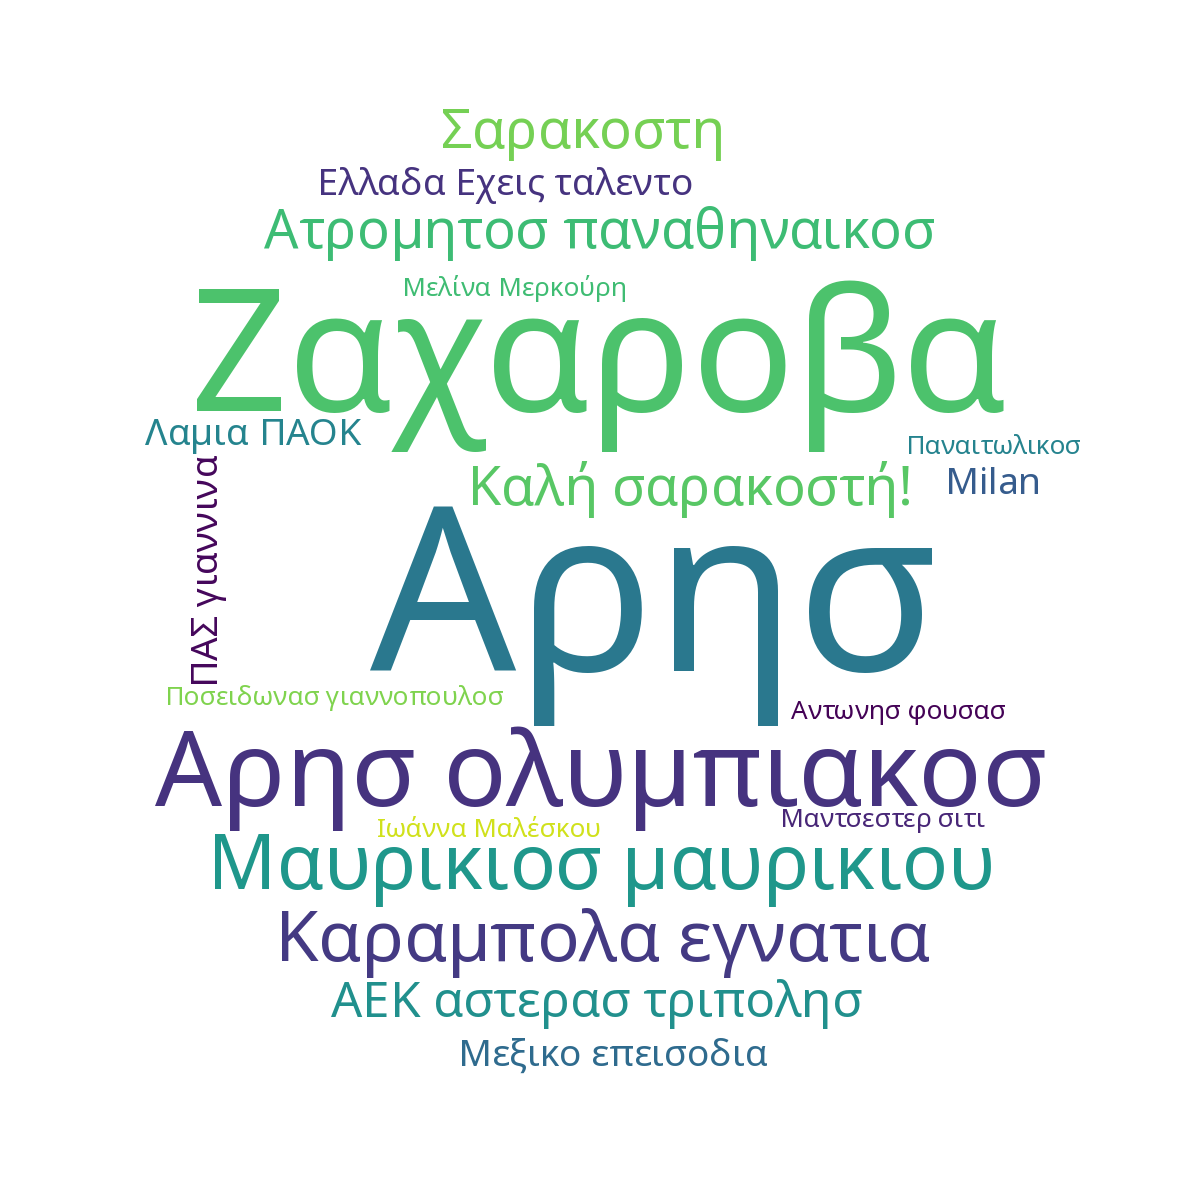 Σαρακοστη
Ελλαδα Εχεις ταλεντο
Ατρομητοσ παναθηναικοσ
Μελίνα Μερκούρη
Ζαχαροβα
Λαμια ΠΑΟΚ
Παναιτωλικοσ
Καλή σαρακοστή!
Milan
ΠΑΣ γιαννινα
Αρησ
Ποσειδωνασ γιαννοπουλοσ
Αντωνησ φουσασ
Αρησ ολυμπιακοσ
Μαντσεστερ σιτι
Ιωάννα Μαλέσκου
Μαυρικιοσ μαυρικιου
Καραμπολα εγνατια
ΑΕΚ αστερασ τριπολησ
Μεξικο επεισοδια